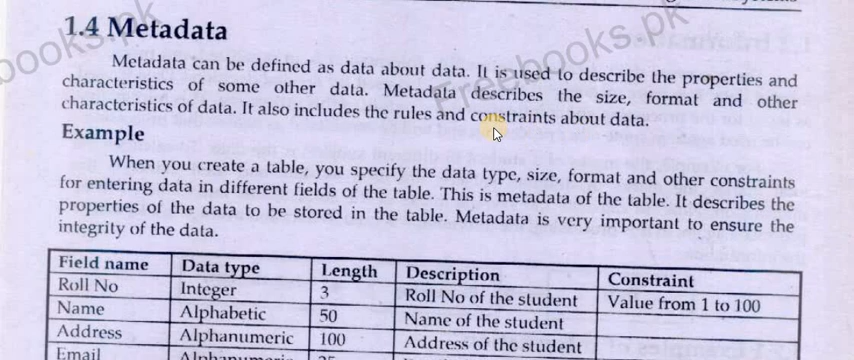 1.4 Metadata
Metadata can be defined as data about data. It is used to describe the properties and
characteristics of some other data. Metadata describes the size, format and other
characteristics of data. It also includes the rules and constraints about data.
Example
When you create a table, you specify the data type, size, format and other constraints
for entering data in different fields of the table. This is metadata of the table. It describes the
properties of the data to be stored in the table. Metadata is very important to ensure the
integrity of the data.
Field name Data type Length Description Constraint
Roll No Integer 3 Roll No of the student Value from 1 to 100
Name Alphabetic 50 Name of the student
Address Alphanumeric 100 Address of the student
Email
books.pk
Freebooks.pk